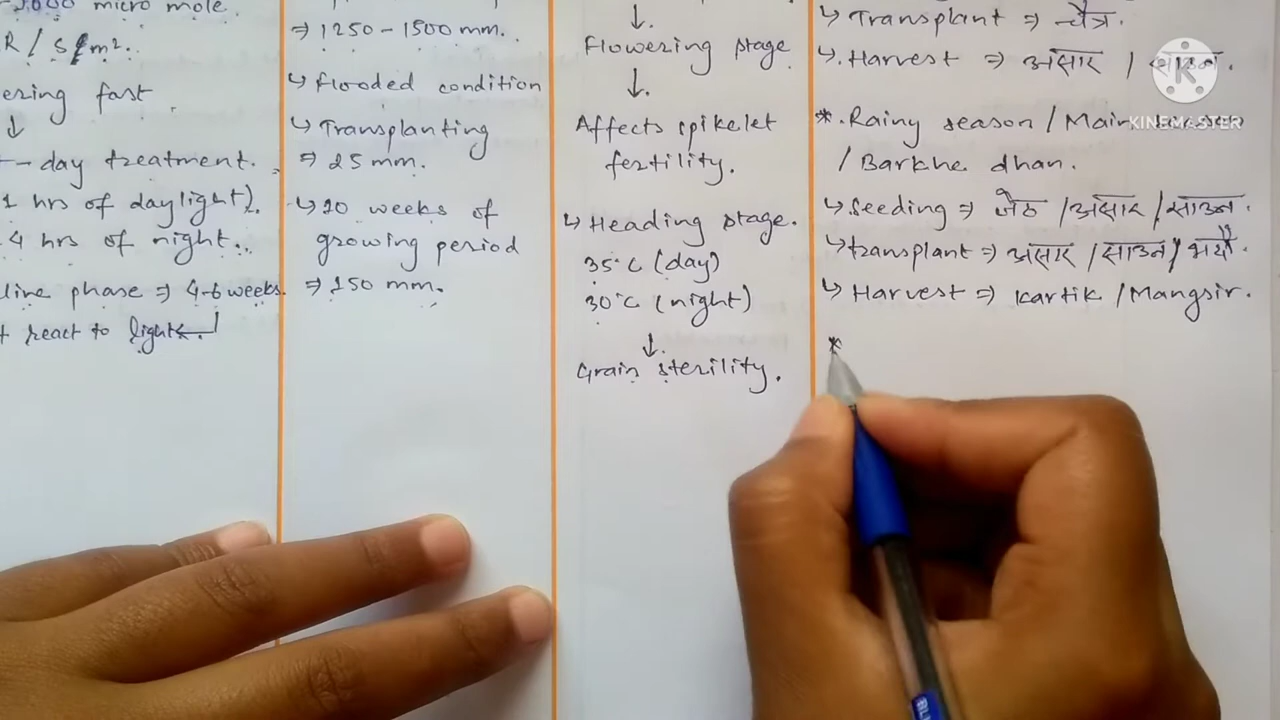 micro mole
R / S / m².
ering fast
↓
- day treatment.
1 hrs of daylight).
4 hrs of night..
line phase ⇒ 4-6 weeks.
t react to light
⇒ 1250 - 1500 mm.
↳ flooded condition
↳ Transplanting
⇒ 25 mm.
↳ 20 weeks of
growing period
⇒ 150 mm.
↓
Flowering stage
↓
Affects spikelet
fertility.
↳ Heading stage.
35°C (day)
30°C (night)
↓
Grain sterility.
↳ Transplant ⇒ चैत्र.
↳ Harvest ⇒ असार /
KINEMASTER
*. Rainy season / Main
/ Barkhe dhan.
↳ Seeding ⇒ जेठ / असार / साउन.
↳ transplant ⇒ असार / साउन / भदौ.
↳ Harvest ⇒ Kartik / Mangsir.
*